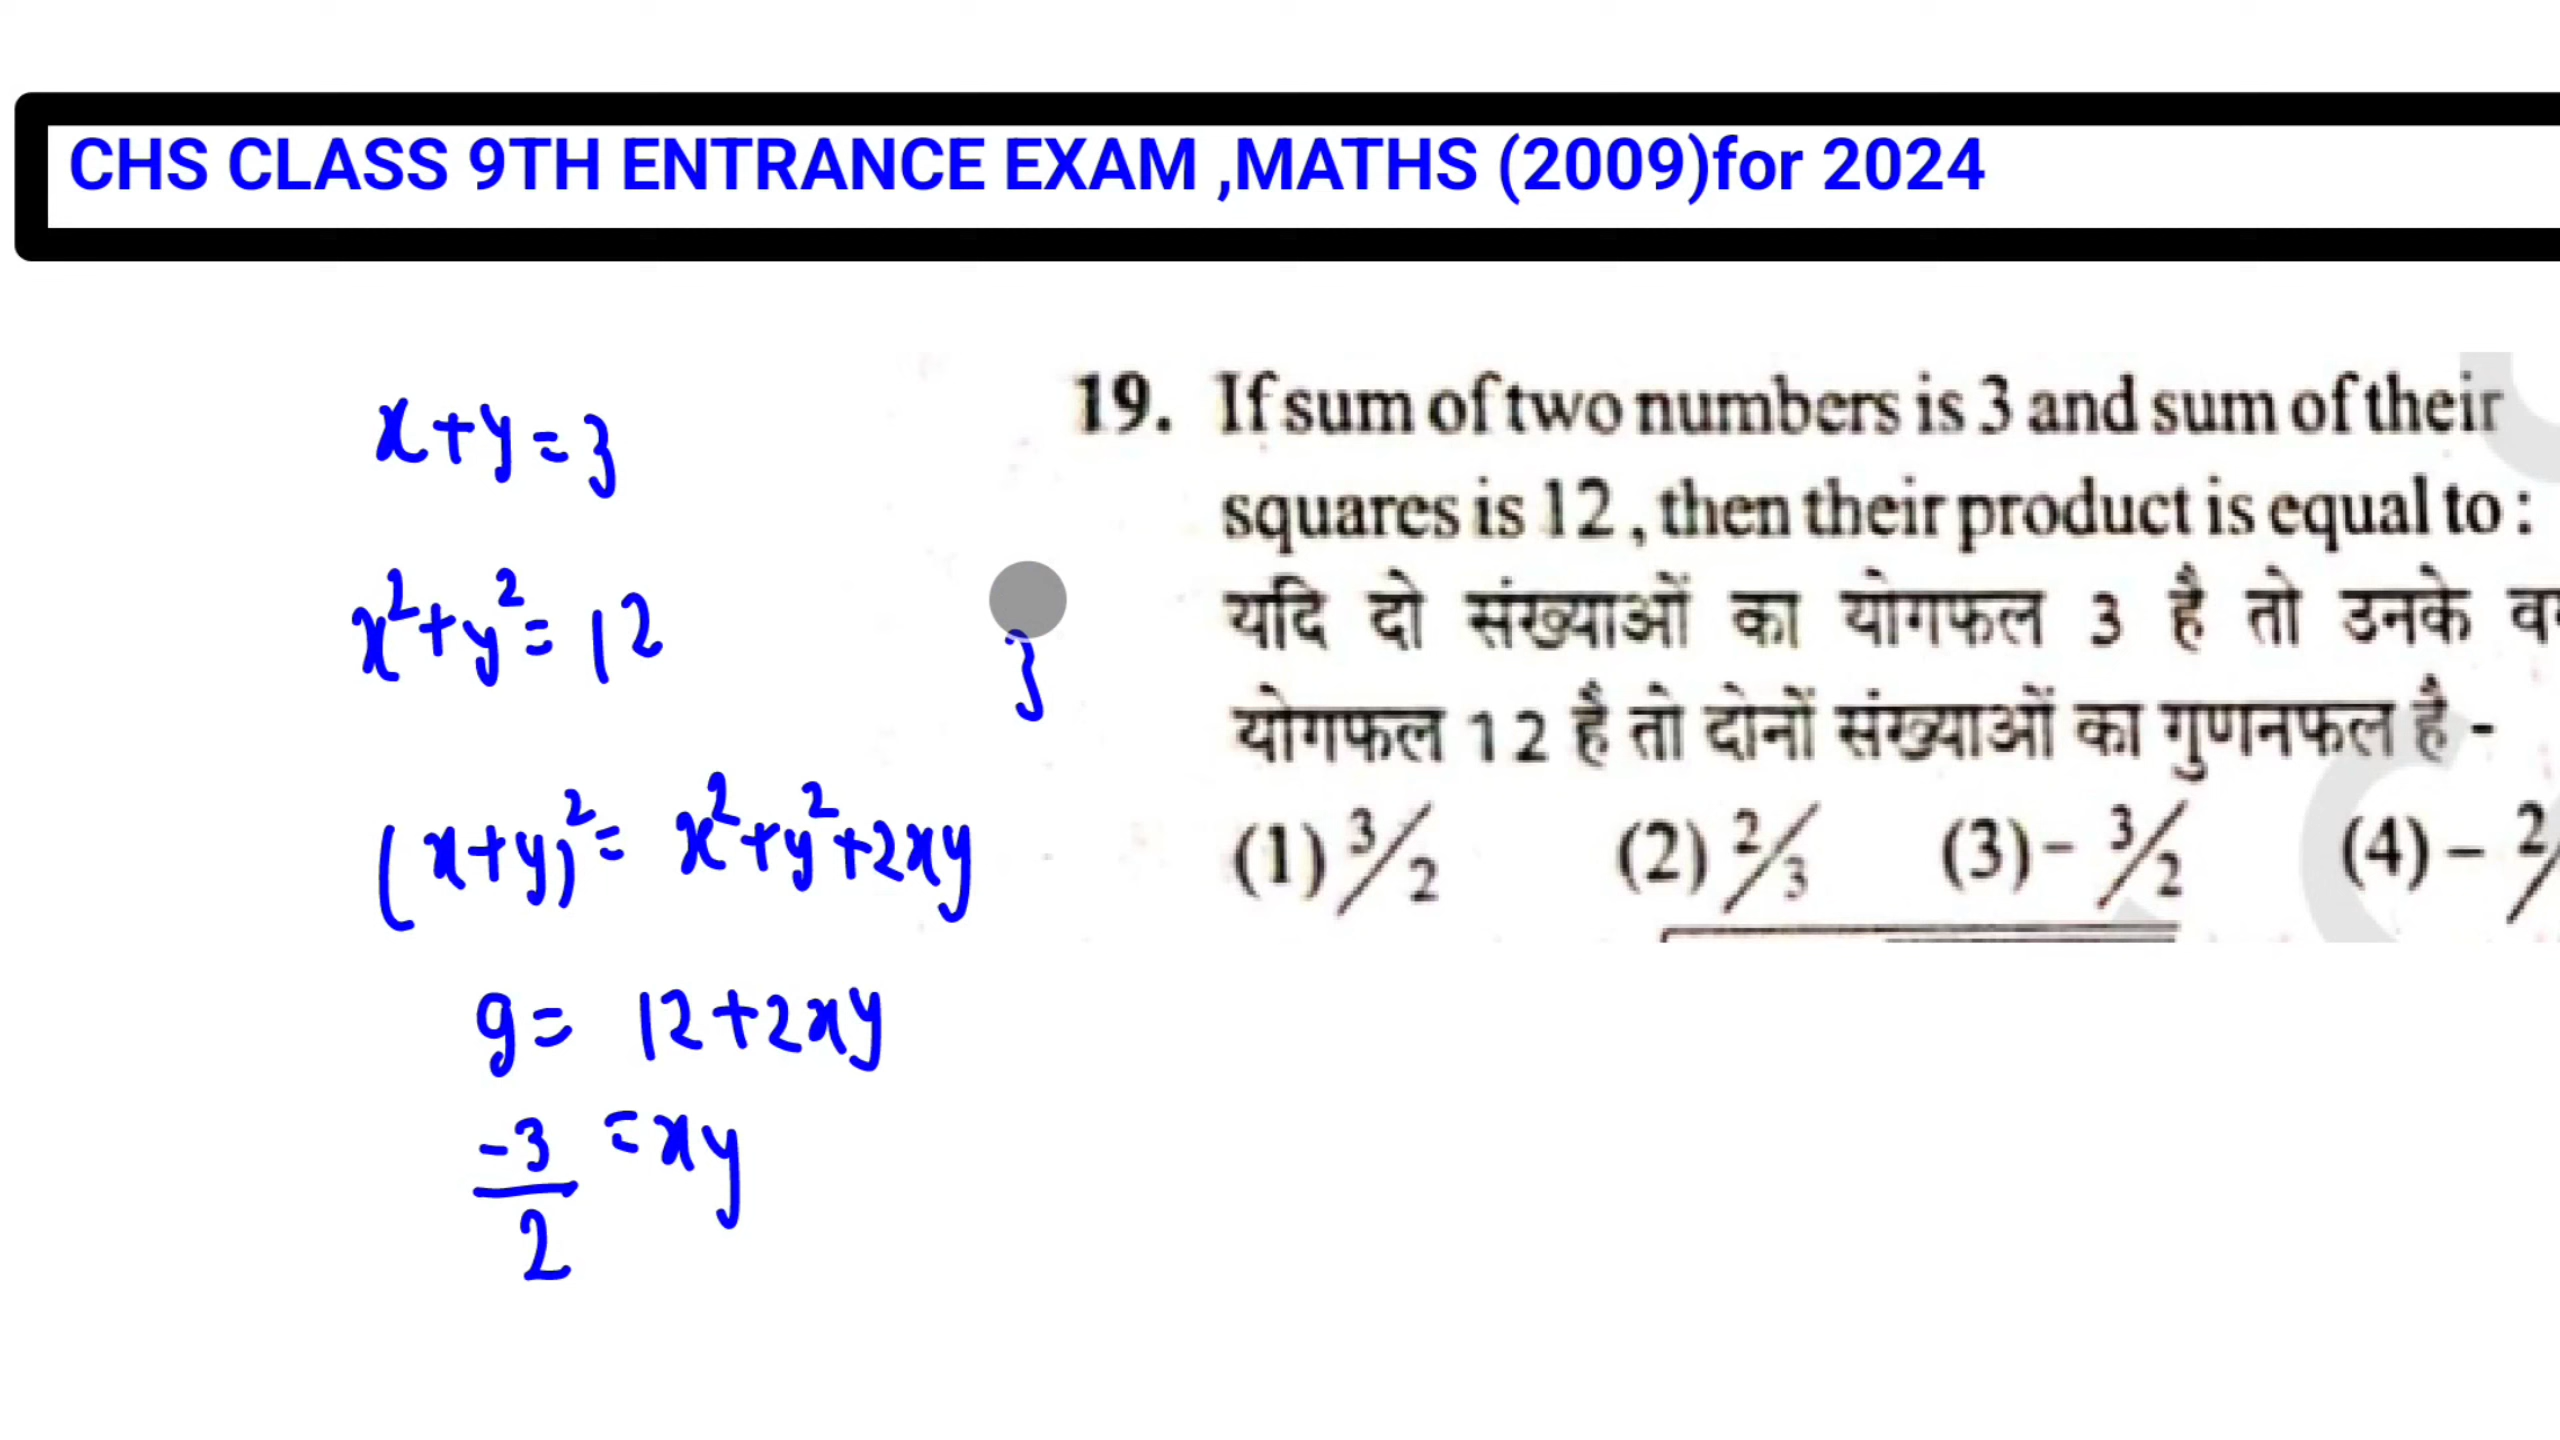 CHS CLASS 9TH ENTRANCE EXAM ,MATHS (2009)for 2024
x+y=3
x²+y²=12
3
(x+y)²= x²+y²+2xy
9= 12+2xy
-3/2 =xy
19. If sum of two numbers is 3 and sum of their
squares is 12, then their product is equal to :
यदि दो संख्याओं का योगफल 3 है तो उनके
योगफल 12 है तो दोनों संख्याओं का गुणनफल है -
(1) 3/2 (2) 2/3 (3) - 3/2 (4) - 2/